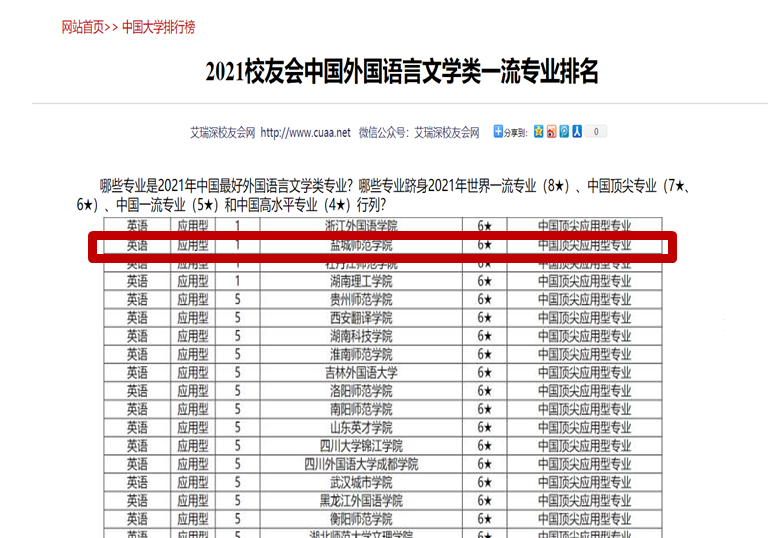 网站首页>> 中国大学排行榜
2021校友会中国外国语言文学类一流专业排名
艾瑞深校友会网 http://www.cuaa.net 微信公众号：艾瑞深校友会网 分享到： 0
哪些专业是2021年中国最好外国语言文学类专业？哪些专业跻身2021年世界一流专业（8★）、中国顶尖专业（7★、
6★）、中国一流专业（5★）和中国高水平专业（4★）行列？
英语 应用型 1 浙江外国语学院 6★ 中国顶尖应用型专业
英语 应用型 1 盐城师范学院 6★ 中国顶尖应用型专业
英语 应用型 1 牡丹江师范学院 6★ 中国顶尖应用型专业
英语 应用型 1 湖南理工学院 6★ 中国顶尖应用型专业
英语 应用型 5 贵州师范学院 6★ 中国顶尖应用型专业
英语 应用型 5 西安翻译学院 6★ 中国顶尖应用型专业
英语 应用型 5 湖南科技学院 6★ 中国顶尖应用型专业
英语 应用型 5 淮南师范学院 6★ 中国顶尖应用型专业
英语 应用型 5 吉林外国语大学 6★ 中国顶尖应用型专业
英语 应用型 5 洛阳师范学院 6★ 中国顶尖应用型专业
英语 应用型 5 南阳师范学院 6★ 中国顶尖应用型专业
英语 应用型 5 山东英才学院 6★ 中国顶尖应用型专业
英语 应用型 5 四川大学锦江学院 6★ 中国顶尖应用型专业
英语 应用型 5 四川外国语大学成都学院 6★ 中国顶尖应用型专业
英语 应用型 5 武汉城市学院 6★ 中国顶尖应用型专业
英语 应用型 5 黑龙江外国语学院 6★ 中国顶尖应用型专业
英语 应用型 5 衡阳师范学院 6★ 中国顶尖应用型专业
英语 应用型 5 湖北师范大学文理学院 6★ 中国顶尖应用型专业